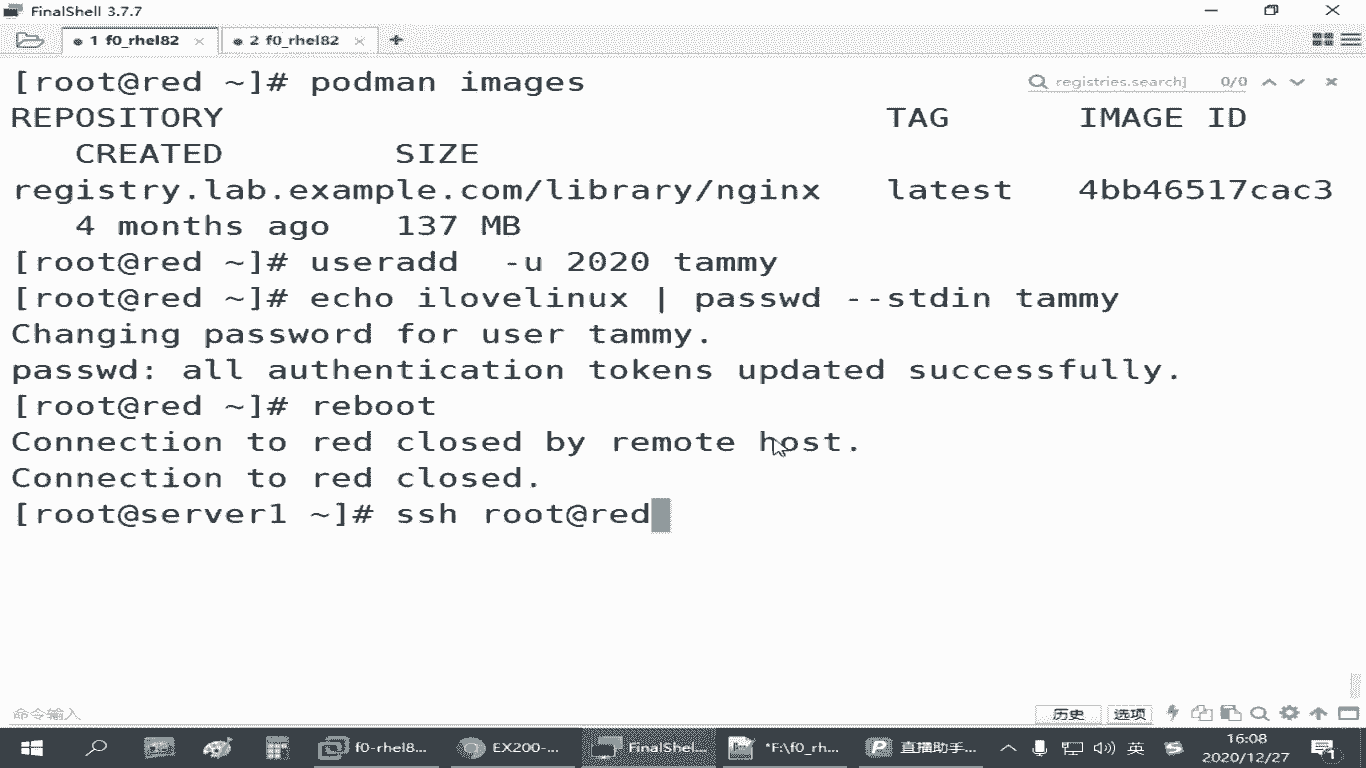 FinalShell 3.7.7
1 f0_rhel82
2 f0_rhel82
[root@red ~]# podman images
registries.search]
0/0
REPOSITORY TAG IMAGE ID
CREATED SIZE
registry.lab.example.com/library/nginx latest 4bb46517cac3
4 months ago 137 MB
[root@red ~]# useradd -u 2020 tammy
[root@red ~]# echo ilovelinux | passwd --stdin tammy
Changing password for user tammy.
passwd: all authentication tokens updated successfully.
[root@red ~]# reboot
Connection to red closed by remote host.
Connection to red closed.
[root@server1 ~]# ssh root@red
命令输入
历史
选项
f0-rhel8...
EX200-...
FinalShel...
*F:\f0_rh...
直播助手...
英
16:08
2020/12/27
1